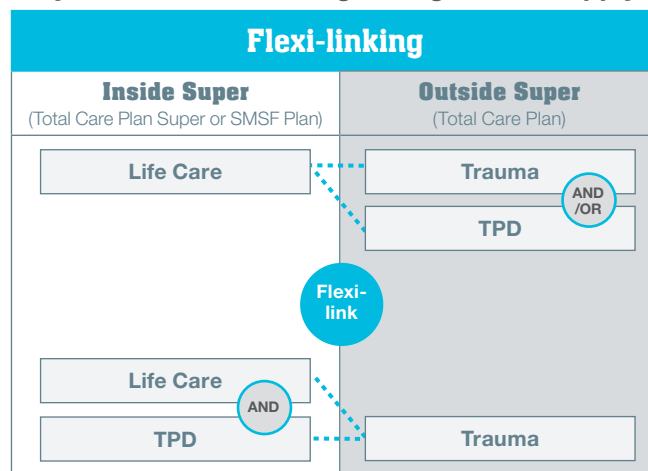 Flexi-linking
Inside Super
(Total Care Plan Super or SMSF Plan)
Outside Super
(Total Care Plan)
Life Care
Trauma
AND
/OR
TPD
Flexi-
link
Life Care
AND
TPD
Trauma